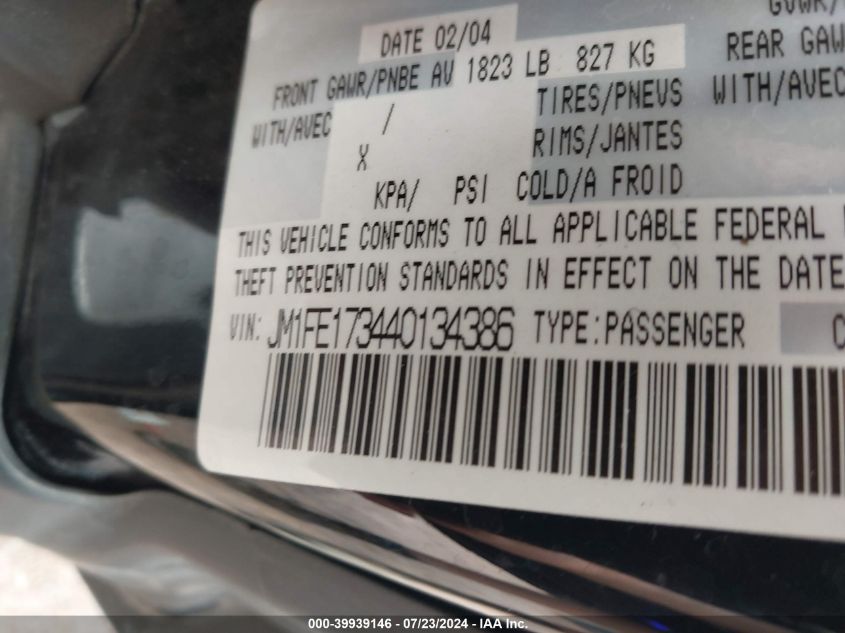 DATE 02/04
GVWR/
FRONT GAWR/PNBE AV 1823 LB 827 KG
REAR GAW
WITH/AVEC / TIRES/PNEUS WITH/AVEC
X RIMS/JANTES
KPA/ PSI COLD/A FROID
THIS VEHICLE CONFORMS TO ALL APPLICABLE FEDERAL
THEFT PREVENTION STANDARDS IN EFFECT ON THE DATE
VIN: JM1FE173440134386 TYPE:PASSENGER C
000-39939146 / 07/23/2024 - IAA Inc.